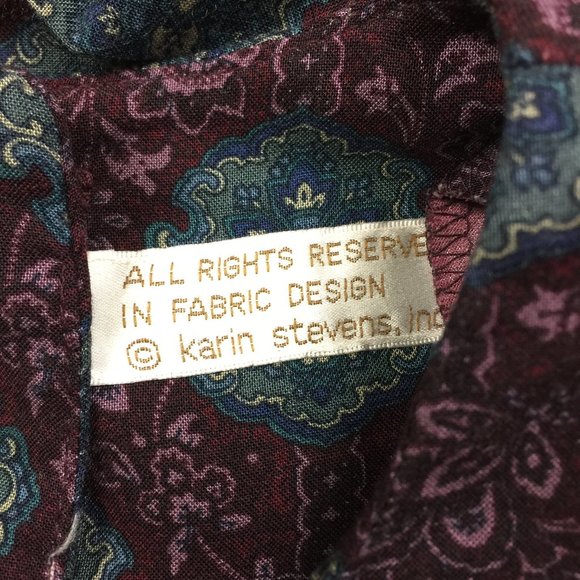 ALL RIGHTS RESERVE
IN FABRIC DESIGN
© karin stevens, inc